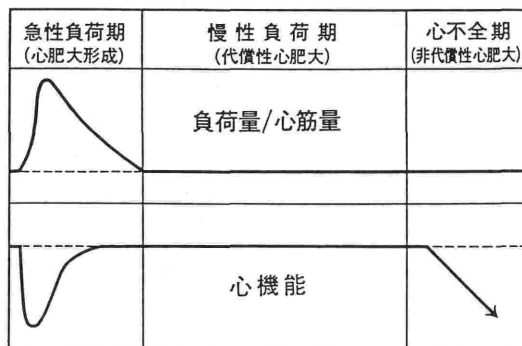 急性負荷期
(心肥大形成)
慢性負荷期
(代償性心肥大)
心不全期
(非代償性心肥大)
負荷量/心筋量
心機能